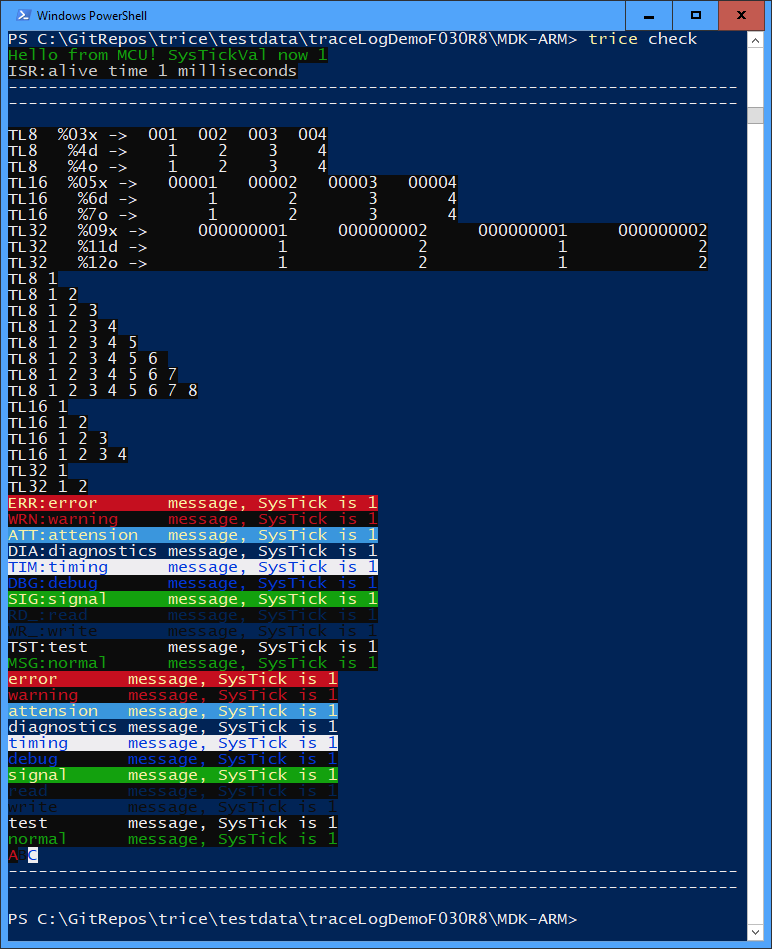 Windows PowerShell
PS C:\GitRepos\trice\testdata\traceLogDemoF030R8\MDK-ARM> trice check
Hello from MCU! SysTickVal now 1
ISR:alive time 1 milliseconds
-------------------------------------------------------------------------
-------------------------------------------------------------------------
TL8  %03x ->  001  002  003  004
TL8   %4d ->    1    2    3    4
TL8   %4o ->    1    2    3    4
TL16  %05x ->   00001   00002   00003   00004
TL16   %6d ->       1       2       3       4
TL16   %7o ->       1       2       3       4
TL32   %09x ->     000000001     000000002     000000001     000000002
TL32   %11d ->             1             2             1             2
TL32   %12o ->             1             2             1             2
TL8 1
TL8 1 2
TL8 1 2 3
TL8 1 2 3 4
TL8 1 2 3 4 5
TL8 1 2 3 4 5 6
TL8 1 2 3 4 5 6 7
TL8 1 2 3 4 5 6 7 8
TL16 1
TL16 1 2
TL16 1 2 3
TL16 1 2 3 4
TL32 1
TL32 1 2
ERR:error       message, SysTick is 1
WRN:warning     message, SysTick is 1
ATT:attension   message, SysTick is 1
DIA:diagnostics message, SysTick is 1
TIM:timing      message, SysTick is 1
DBG:debug       message, SysTick is 1
SIG:signal      message, SysTick is 1
RD_:read        message, SysTick is 1
WR_:write       message, SysTick is 1
TST:test        message, SysTick is 1
MSG:normal      message, SysTick is 1
error       message, SysTick is 1
warning     message, SysTick is 1
attension   message, SysTick is 1
diagnostics message, SysTick is 1
timing      message, SysTick is 1
debug       message, SysTick is 1
signal      message, SysTick is 1
read        message, SysTick is 1
write       message, SysTick is 1
test        message, SysTick is 1
normal      message, SysTick is 1
A C
-------------------------------------------------------------------------
-------------------------------------------------------------------------
PS C:\GitRepos\trice\testdata\traceLogDemoF030R8\MDK-ARM>